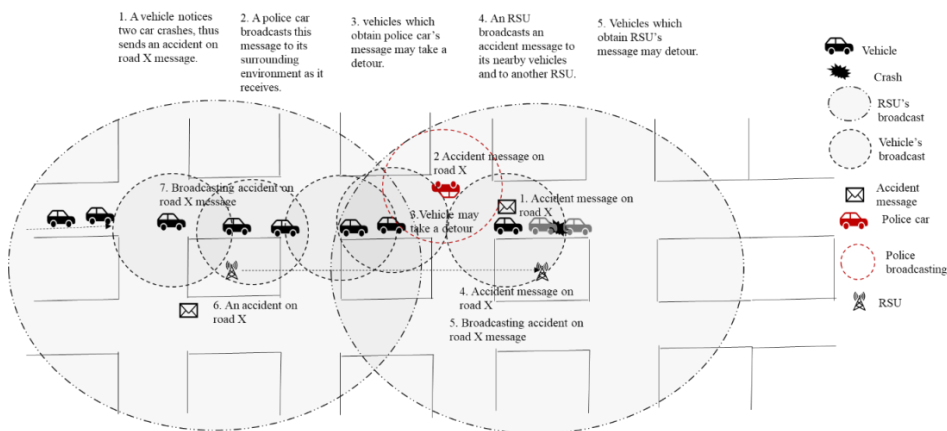 1. A vehicle notices
two car crashes, thus
sends an accident on
road X message.
2. A police car
broadcasts this
message to its
surrounding
environment as it
receives.
3. vehicles which
obtain police car's
message may take a
detour.
4. An RSU
broadcasts an
accident message to
its nearby vehicles
and to another RSU.
5. Vehicles which
obtain RSU's
message may detour.
Vehicle
Crash
RSU's
broadcast
Vehicle's
broadcast
Accident
message
Police car
Police
broadcasting
RSU
2 Accident message on
road X
7. Broadcasting accident on
road X message
1. Accident message on
road X
3.Vehicle may
take a detour
4. Accident message on
road X
6. An accident on
road X
5. Broadcasting accident on
road X message